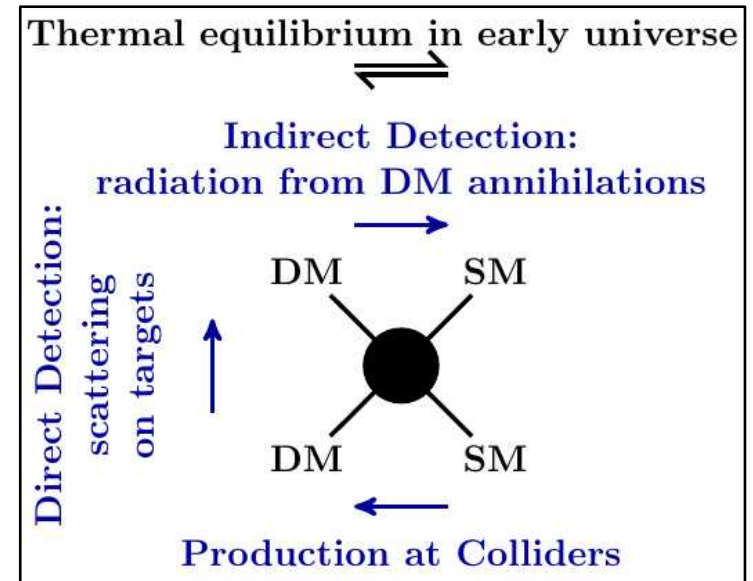 Thermal equilibrium in early universe
Indirect Detection:
radiation from DM annihilations
Direct Detection:
scattering
on targets
DM
SM
DM
SM
Production at Colliders